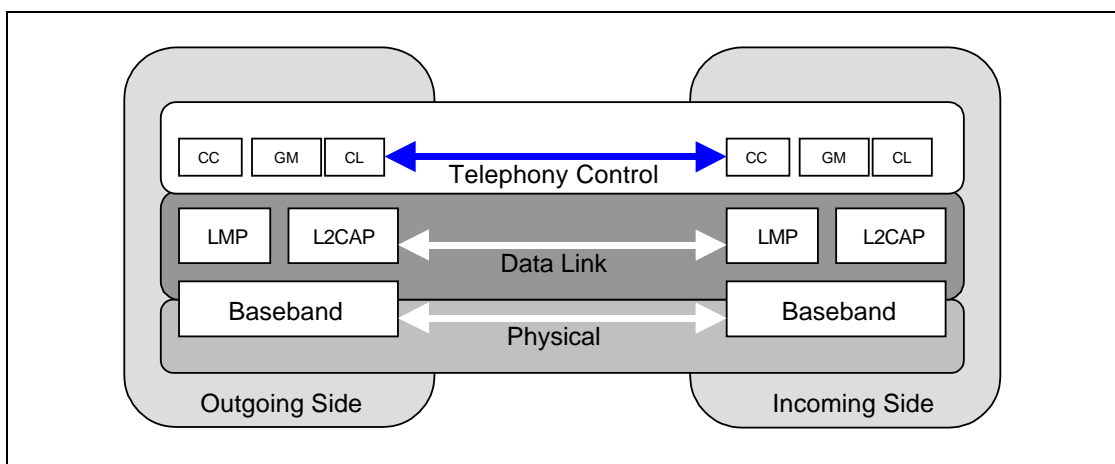 CC GM CL CC GM CL
Telephony Control
LMP L2CAP LMP L2CAP
Data Link
Baseband Baseband
Physical
Outgoing Side Incoming Side